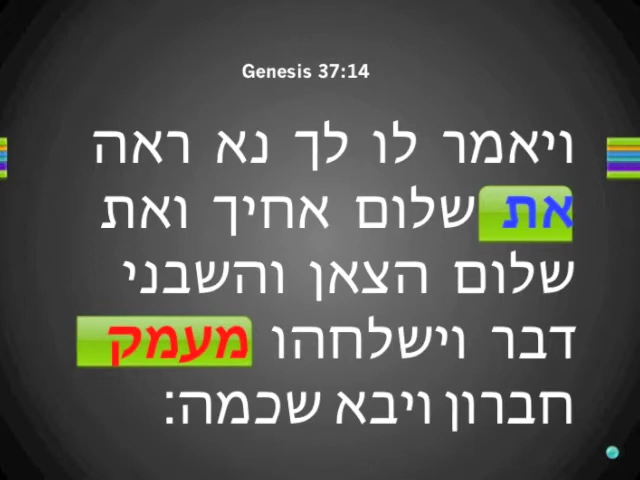 Genesis 37:14
ויאמר לו לך נא ראה
את שלום אחיך ואת
שלום הצאן והשבני
דבר וישלחהו מעמק
חברון ויבא שכמה: